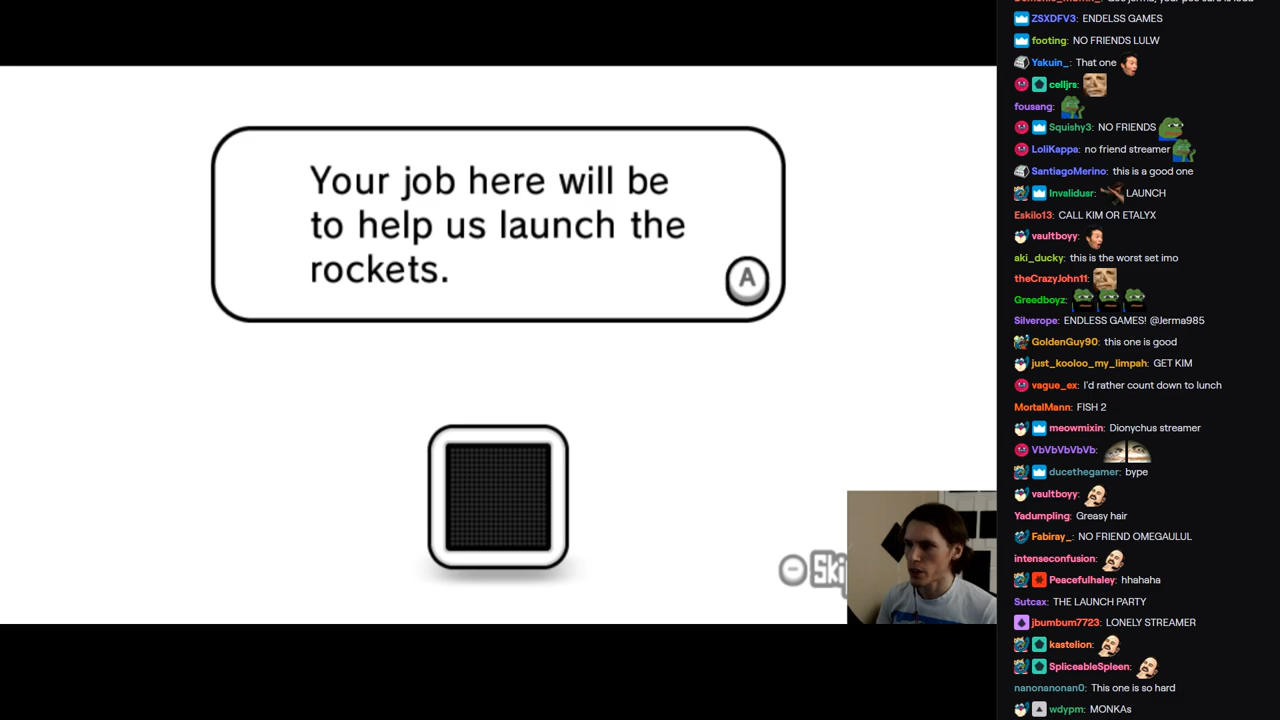 Your job here will be
to help us launch the
rockets.
A
Ski
ZSXDFV3: ENDELSS GAMES
footing: NO FRIENDS LULW
Yakuin_: That one
celljrs:
fousang:
Squishy3: NO FRIENDS
LoliKappa: no friend streamer
SantiagoMerino: this is a good one
Invalidusr: LAUNCH
Eskilo13: CALL KIM OR ETALYX
vaultboyy:
aki_ducky: this is the worst set imo
theCrazyJohn11:
Greedboyz:
Silverope: ENDLESS GAMES! @Jerma985
GoldenGuy90: this one is good
just_kooloo_my_limpah: GET KIM
vague_ex: I'd rather count down to lunch
MortalMann: FISH 2
meowmixin: Dionychus streamer
VbVbVbVbVb:
ducethegamer: bype
vaultboyy:
Yadumpling: Greasy hair
Fabiray_: NO FRIEND OMEGAULUL
intenseconfusion:
Peacefulhaley: hhahaha
Sutcax: THE LAUNCH PARTY
jbumbum7723: LONELY STREAMER
kastelion:
SpliceableSpleen:
nanonanonan0: This one is so hard
wdypm: MONKAs